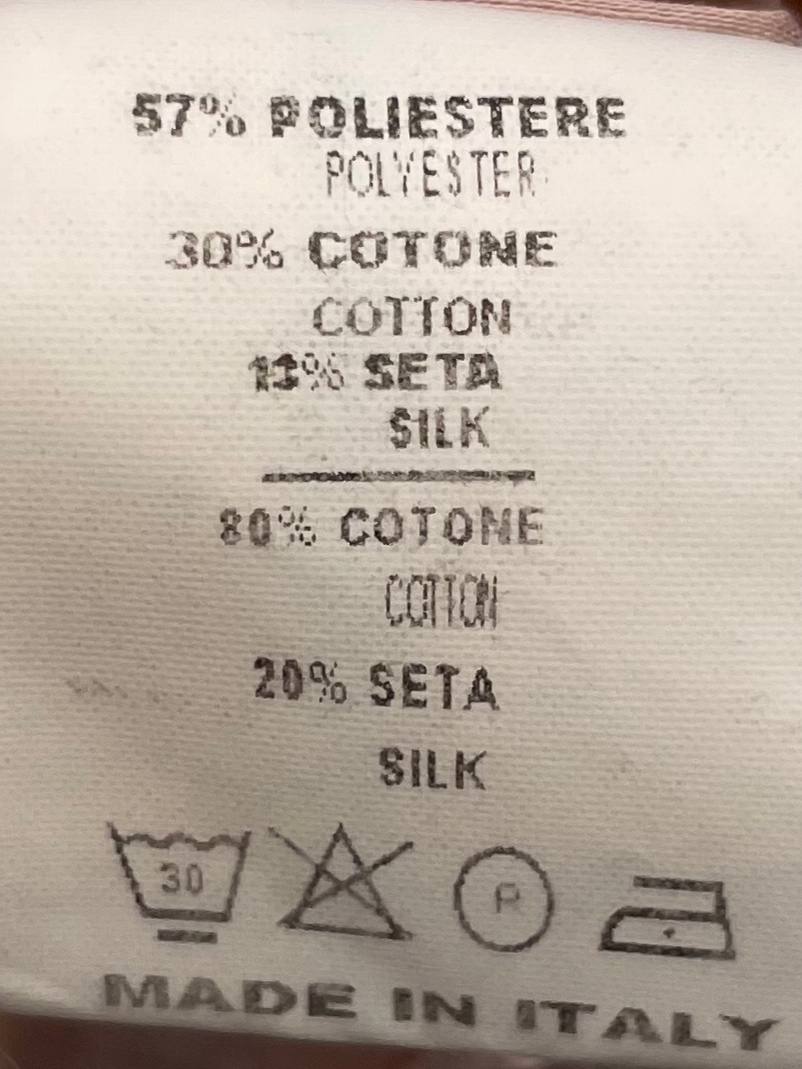 57% POLIESTERE
POLYESTER
30% COTONE
COTTON
13% SETA
SILK
80% COTONE
COTTON
20% SETA
SILK
30 P
MADE IN ITALY